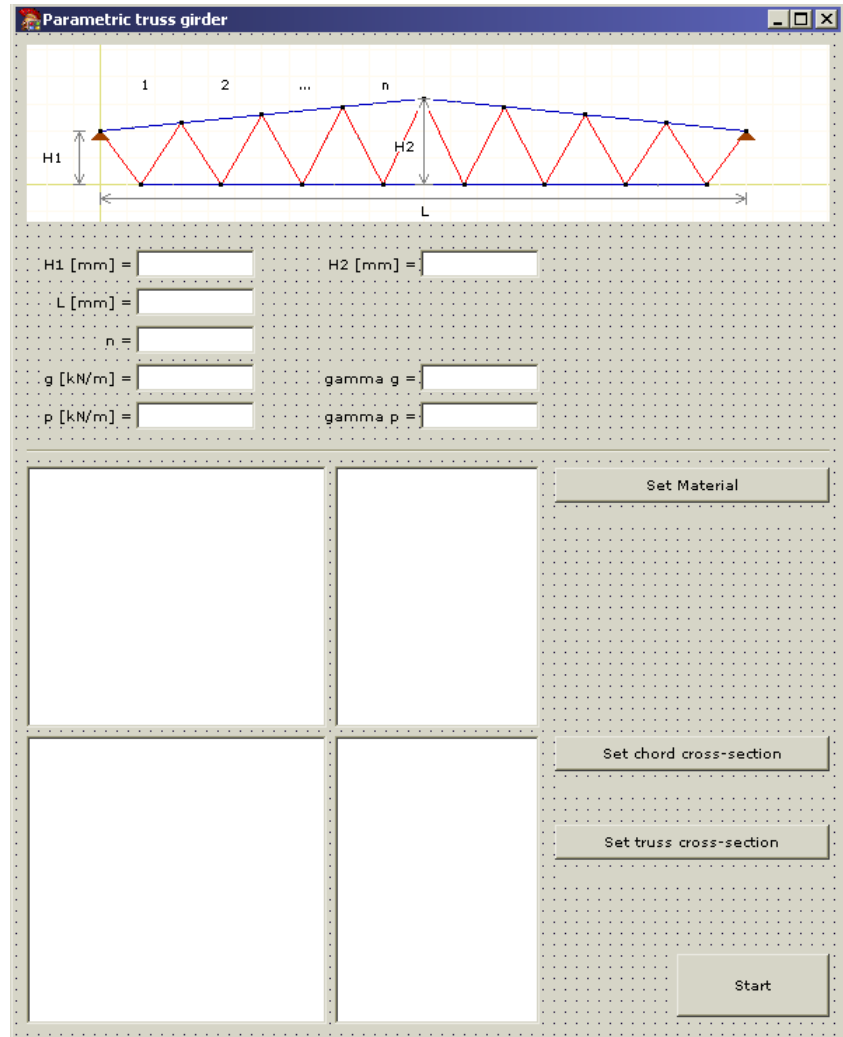 Parametric truss girder
1 2 ... n
H1 H2
L
H1 [mm] = H2 [mm] =
L [mm] =
n =
g [kN/m] = gamma g =
p [kN/m] = gamma p =
Set Material
Set chord cross-section
Set truss cross-section
Start